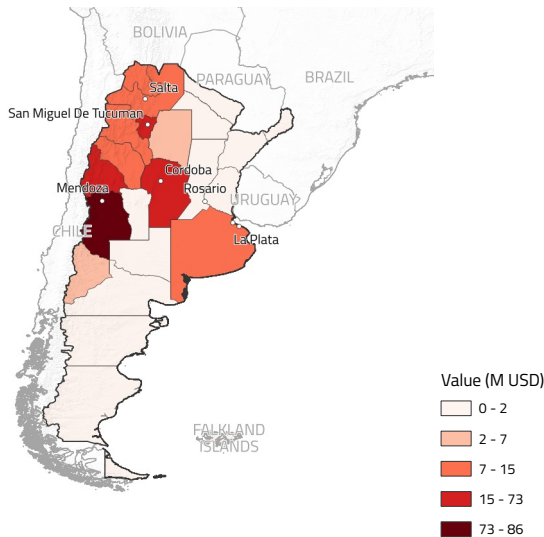 BOLIVIA
PARAGUAY
BRAZIL
Salta
San Miguel De Tucuman
Cordoba
Mendoza
Rosario
URUGUAY
CHILE
La Plata
Value (M USD)
0 - 2
2 - 7
FALKLAND
ISLANDS
7 - 15
15 - 73
73 - 86